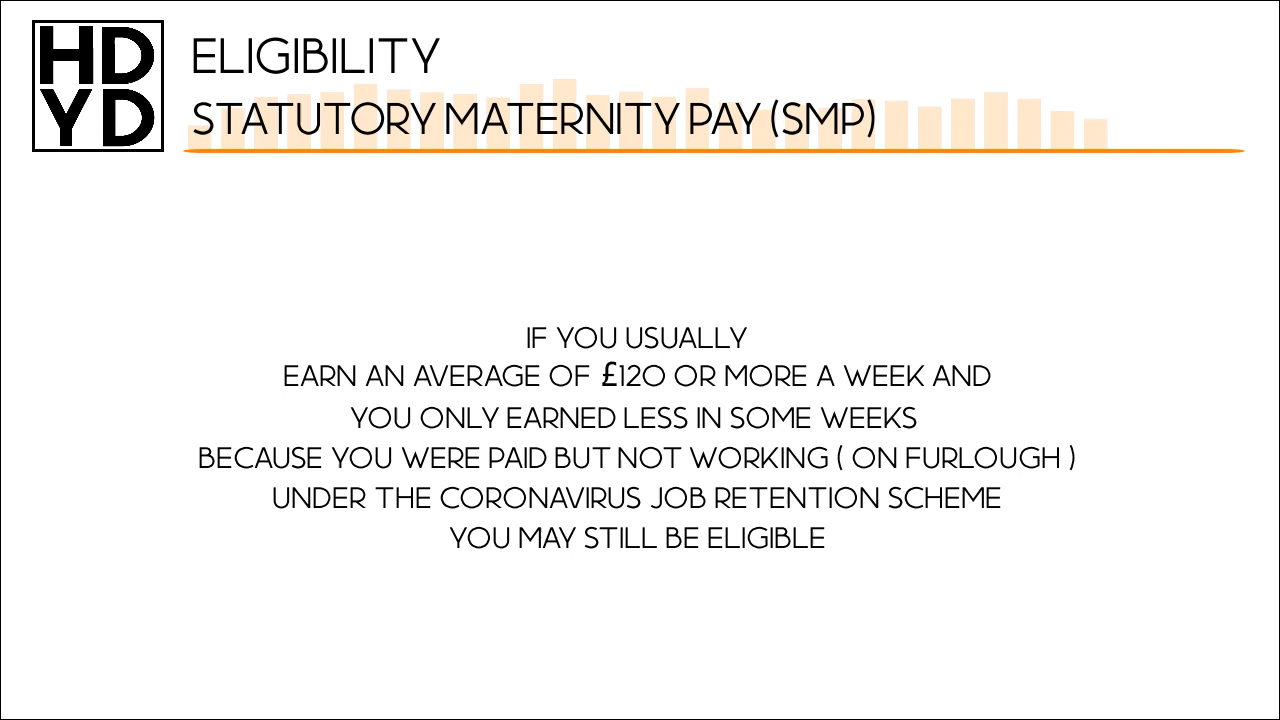 HD
YD
ELIGIBILITY
STATUTORY MATERNITY PAY (SMP)
IF YOU USUALLY
EARN AN AVERAGE OF £120 OR MORE A WEEK AND
YOU ONLY EARNED LESS IN SOME WEEKS
BECAUSE YOU WERE PAID BUT NOT WORKING ( ON FURLOUGH )
UNDER THE CORONAVIRUS JOB RETENTION SCHEME
YOU MAY STILL BE ELIGIBLE